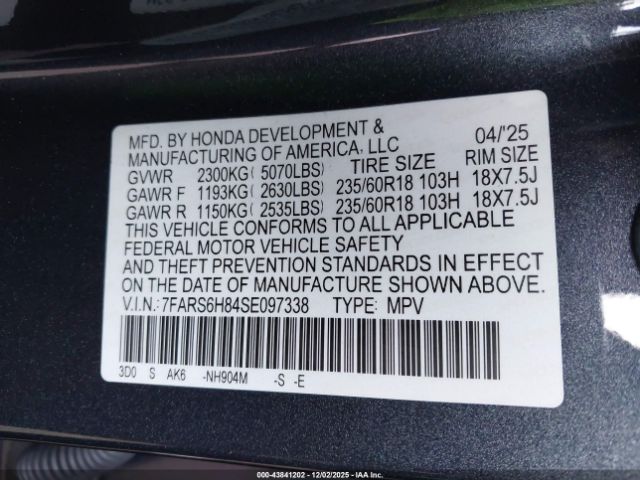 MFD. BY HONDA DEVELOPMENT & 04/'25
MANUFACTURING OF AMERICA, LLC
TIRE SIZE RIM SIZE
GVWR 2300KG( 5070LBS)
GAWR F 1193KG( 2630LBS) 235/60R18 103H 18X7.5J
GAWR R 1150KG( 2535LBS) 235/60R18 103H 18X7.5J
THIS VEHICLE CONFORMS TO ALL APPLICABLE
FEDERAL MOTOR VEHICLE SAFETY
AND THEFT PREVENTION STANDARDS IN EFFECT
ON THE DATE OF MANUFACTURE SHOWN ABOVE.
V.I.N.:7FARS6H84SE097338 TYPE: MPV
3D0 S AK6 -NH904M -S -E
000-43841202 - 12/02/2025 - IAAI.COM